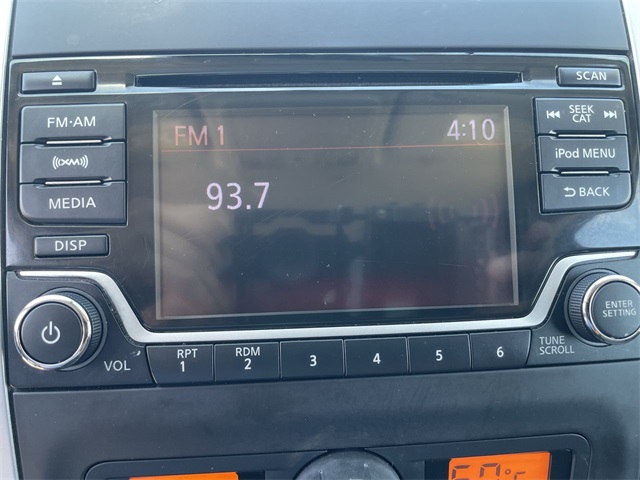 SCAN
FM·AM
SEEK
CAT
FM 1
4:10
((XM))
iPod MENU
93.7
MEDIA
BACK
DISP
ENTER
SETTING
VOL
RPT
1
RDM
2
3
4
5
6
TUNE
SCROLL